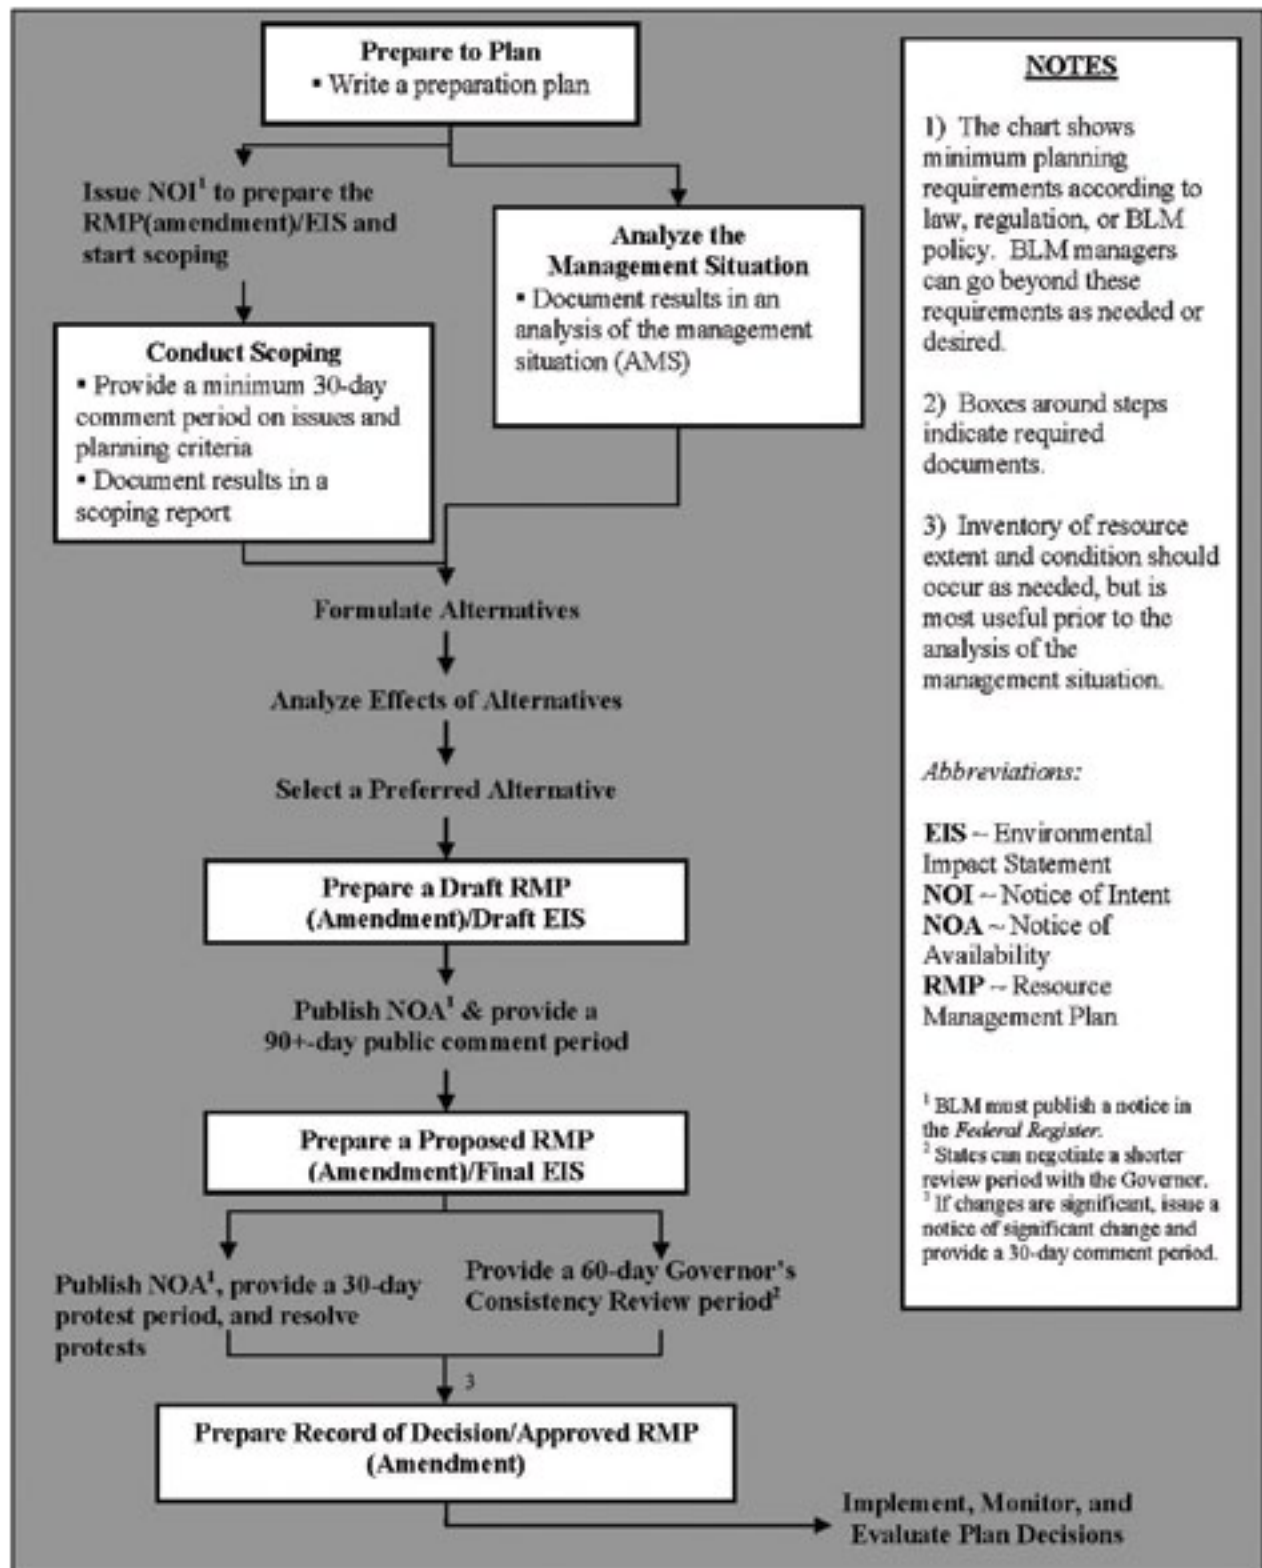 Prepare to Plan
▪ Write a preparation plan
Issue NOI¹ to prepare the
RMP(amendment)/EIS and
start scoping
Analyze the
Management Situation
▪ Document results in an
analysis of the management
situation (AMS)
Conduct Scoping
▪ Provide a minimum 30-day
comment period on issues and
planning criteria
▪ Document results in a
scoping report
Formulate Alternatives
Analyze Effects of Alternatives
Select a Preferred Alternative
Prepare a Draft RMP
(Amendment)/Draft EIS
Publish NOA¹ & provide a
90+-day public comment period
Prepare a Proposed RMP
(Amendment)/Final EIS
Publish NOA¹, provide a 30-day
protest period, and resolve
protests
Provide a 60-day Governor's
Consistency Review period²
3
Prepare Record of Decision/Approved RMP
(Amendment)
Implement, Monitor, and
Evaluate Plan Decisions
NOTES
1) The chart shows
minimum planning
requirements according to
law, regulation, or BLM
policy. BLM managers
can go beyond these
requirements as needed or
desired.
2) Boxes around steps
indicate required
documents.
3) Inventory of resource
extent and condition should
occur as needed, but is
most useful prior to the
analysis of the
management situation.
Abbreviations:
EIS ~ Environmental
Impact Statement
NOI ~ Notice of Intent
NOA ~ Notice of
Availability
RMP ~ Resource
Management Plan
¹ BLM must publish a notice in
the Federal Register.
² States can negotiate a shorter
review period with the Governor.
³ If changes are significant, issue a
notice of significant change and
provide a 30-day comment period.